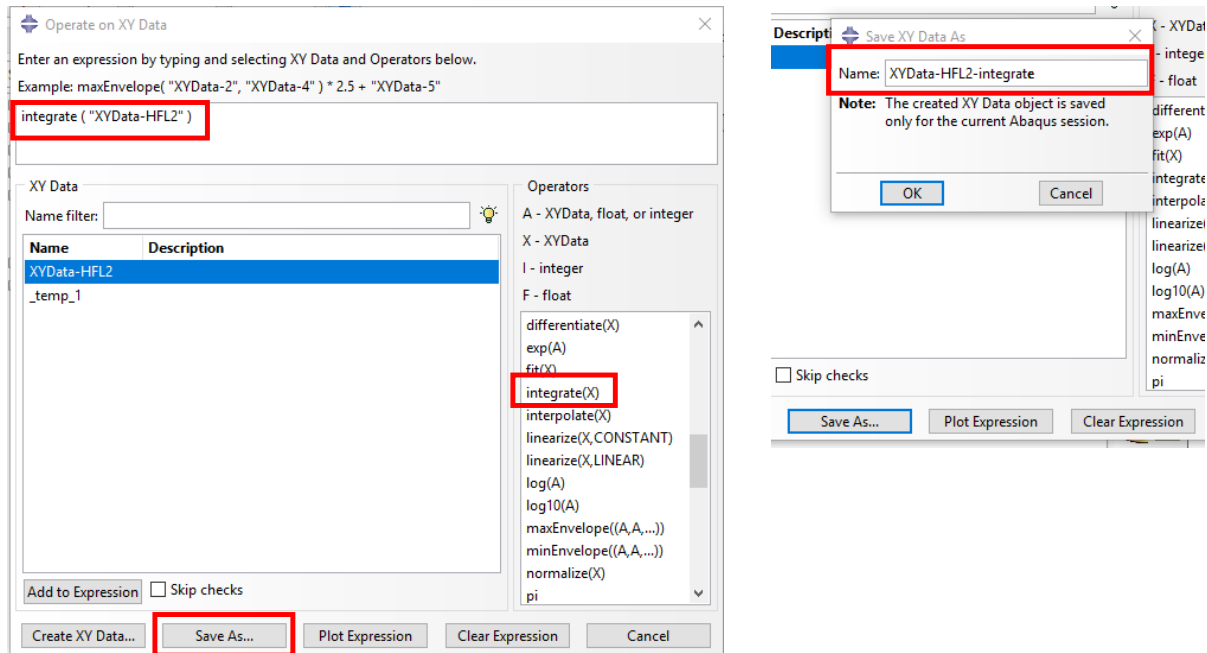 Operate on XY Data
Enter an expression by typing and selecting XY Data and Operators below.
Example: maxEnvelope( "XYData-2", "XYData-4" ) * 2.5 + "XYData-5"
integrate ( "XYData-HFL2" )
XY Data
Name filter:
Name Description
XYData-HFL2
_temp_1
Add to Expression
Skip checks
Operators
A - XYData, float, or integer
X - XYData
I - integer
F - float
differentiate(X)
exp(A)
fit(X)
integrate(X)
interpolate(X)
linearize(X,CONSTANT)
linearize(X,LINEAR)
log(A)
log10(A)
maxEnvelope((A,A,...))
minEnvelope((A,A,...))
normalize(X)
pi
Create XY Data...
Save As...
Plot Expression
Clear Expression
Cancel
Descripti
Save XY Data As
Name: XYData-HFL2-integrate
Note: The created XY Data object is saved
only for the current Abaqus session.
OK
Cancel
- XYDat
- intege
- float
different
exp(A)
fit(X)
integrate
interpola
linearize(
linearize(
log(A)
log10(A)
maxEnve
minEnve
normaliz
pi
Skip checks
Save As...
Plot Expression
Clear Expression